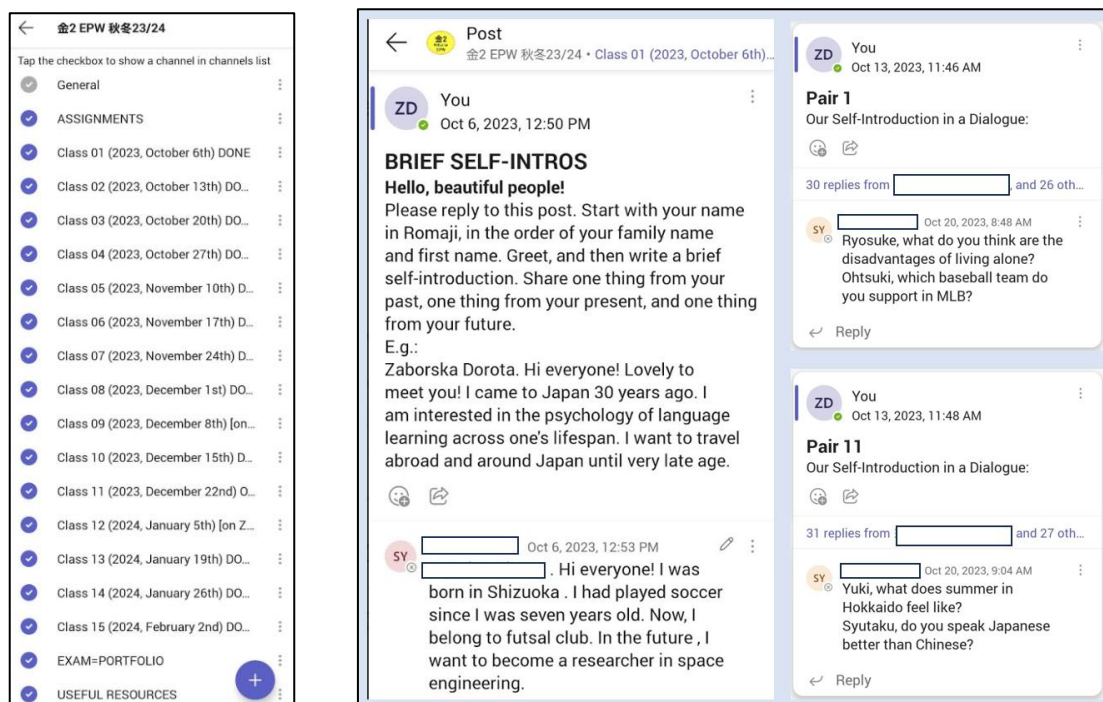 金2 EPW 秋冬23/24
Tap the checkbox to show a channel in channels list
General
ASSIGNMENTS
Class 01 (2023, October 6th) DONE
Class 02 (2023, October 13th) DO...
Class 03 (2023, October 20th) DO...
Class 04 (2023, October 27th) DO...
Class 05 (2023, November 10th) D...
Class 06 (2023, November 17th) D...
Class 07 (2023, November 24th) D...
Class 08 (2023, December 1st) DO...
Class 09 (2023, December 8th) [on...
Class 10 (2023, December 15th) D...
Class 11 (2023, December 22nd) O...
Class 12 (2024, January 5th) [on Z...
Class 13 (2024, January 19th) DO...
Class 14 (2024, January 26th) DO...
Class 15 (2024, February 2nd) DO...
EXAM=PORTFOLIO
USEFUL RESOURCES
Post
金2 EPW 秋冬23/24 • Class 01 (2023, October 6th)...
金2
ZD
You
Oct 6, 2023, 12:50 PM
BRIEF SELF-INTROS
Hello, beautiful people!
Please reply to this post. Start with your name
in Romaji, in the order of your family name
and first name. Greet, and then write a brief
self-introduction. Share one thing from your
past, one thing from your present, and one thing
from your future.
E.g.:
Zaborska Dorota. Hi everyone! Lovely to
meet you! I came to Japan 30 years ago. I
am interested in the psychology of language
learning across one's lifespan. I want to travel
abroad and around Japan until very late age.
SY
Oct 6, 2023, 12:53 PM
. Hi everyone! I was
born in Shizuoka . I had played soccer
since I was seven years old. Now, I
belong to futsal club. In the future , I
want to become a researcher in space
engineering.
ZD
You
Oct 13, 2023, 11:46 AM
Pair 1
Our Self-Introduction in a Dialogue:
30 replies from , and 26 oth...
SY
Oct 20, 2023, 8:48 AM
Ryosuke, what do you think are the
disadvantages of living alone?
Ohtsuki, which baseball team do
you support in MLB?
Reply
ZD
You
Oct 13, 2023, 11:48 AM
Pair 11
Our Self-Introduction in a Dialogue:
31 replies from and 27 oth...
SY
Oct 20, 2023, 9:04 AM
Yuki, what does summer in
Hokkaido feel like?
Syutaku, do you speak Japanese
better than Chinese?
Reply